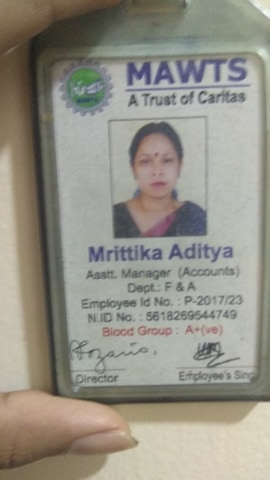 MAWTS
A Trust of Caritas
Mrittika Aditya
Asstt. Manager (Accounts)
Dept.: F & A
Employee Id No. : P-2017/23
N.ID No. : 5618269544749
Blood Group : A+(ve)
Director
Employee's Sing